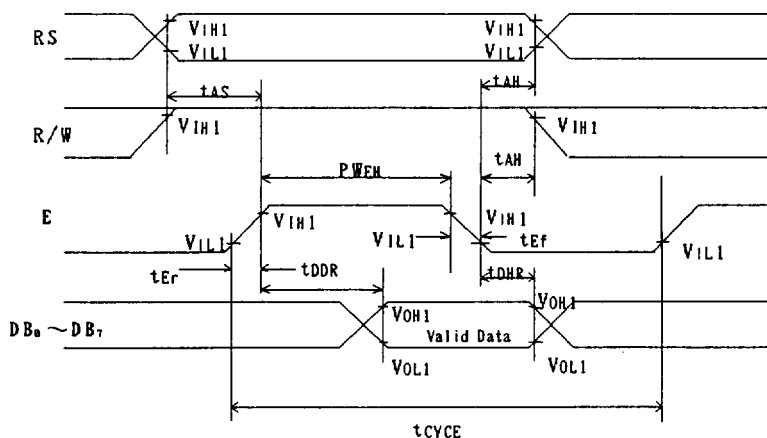 RS VIH1 VIH1
VIL1 VIL1
tAS tAH
R/W VIH1 VIH1
tAH
PWEH
E VIH1 VIH1
VIL1 VIL1 tEf VIL1
tEr tDDR tDHR
VOH1 VOH1
DB₀ ~ DB₇ Valid Data
VOL1 VOL1
tCYCE